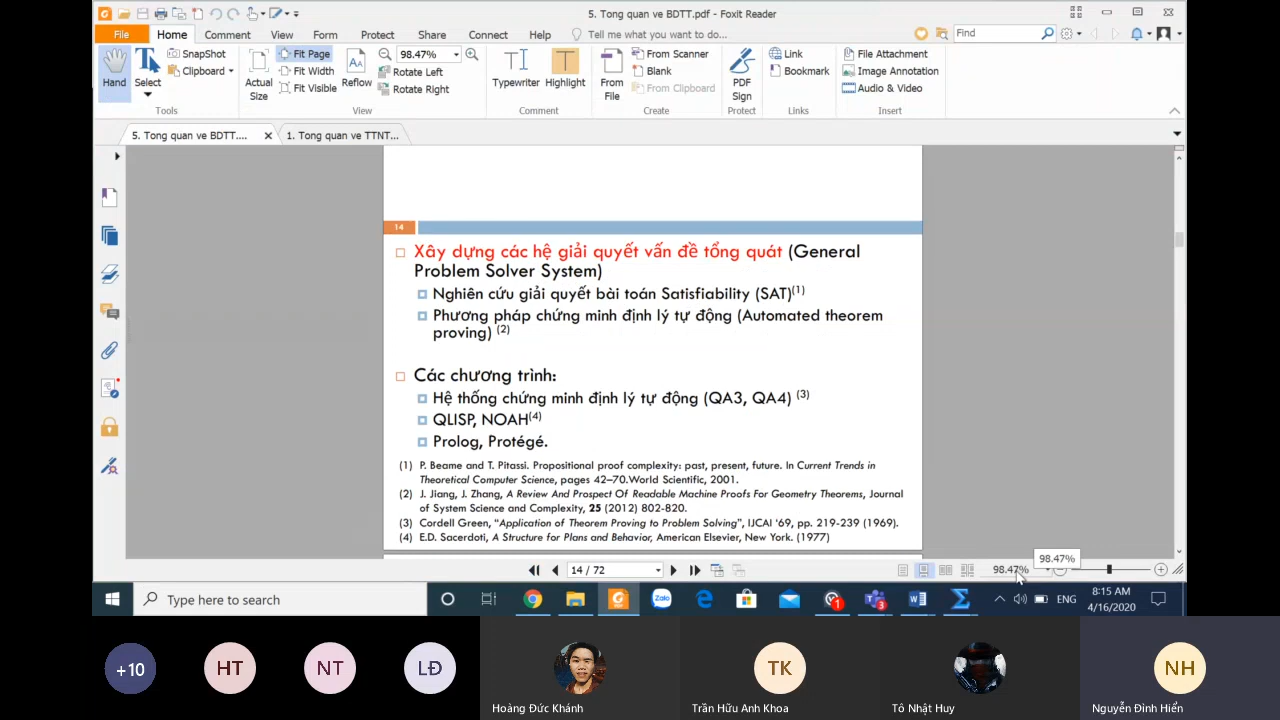 5. Tong quan ve BDTT.pdf - Foxit Reader
File Home Comment View Form Protect Share Connect Help Tell me what you want to do... Find
Hand
Select
SnapShot
Clipboard
Tools
Actual Size
Fit Page
Fit Width
Fit Visible
Reflow
98.47%
Rotate Left
Rotate Right
View
Typewriter
Highlight
Comment
From File
From Scanner
Blank
From Clipboard
Create
PDF Sign
Protect
Link
Bookmark
Links
File Attachment
Image Annotation
Audio & Video
Insert
5. Tong quan ve BDTT....
1. Tong quan ve TTNT...
14
Xây dựng các hệ giải quyết vấn đề tổng quát (General
Problem Solver System)
Nghiên cứu giải quyết bài toán Satisfiability (SAT)(1)
Phương pháp chứng minh định lý tự động (Automated theorem
proving) (2)
Các chương trình:
Hệ thống chứng minh định lý tự động (QA3, QA4) (3)
QLISP, NOAH(4)
Prolog, Protégé.
(1) P. Beame and T. Pitassi. Propositional proof complexity: past, present, future. In Current Trends in
Theoretical Computer Science, pages 42–70.World Scientific, 2001.
(2) J. Jiang, J. Zhang, A Review And Prospect Of Readable Machine Proofs For Geometry Theorems, Journal
of System Science and Complexity, 25 (2012) 802-820.
(3) Cordell Green, “Application of Theorem Proving to Problem Solving”, IJCAI '69, pp. 219-239 (1969).
(4) E.D. Sacerdoti, A Structure for Plans and Behavior, American Elsevier, New York. (1977)
14 / 72
98.47%
98.47%
Type here to search
Zalo
1
3
ENG
8:15 AM
4/16/2020
+10
HT
NT
LĐ
TK
NH
Hoàng Đức Khánh
Trần Hữu Anh Khoa
Tô Nhật Huy
Nguyễn Đình Hiển